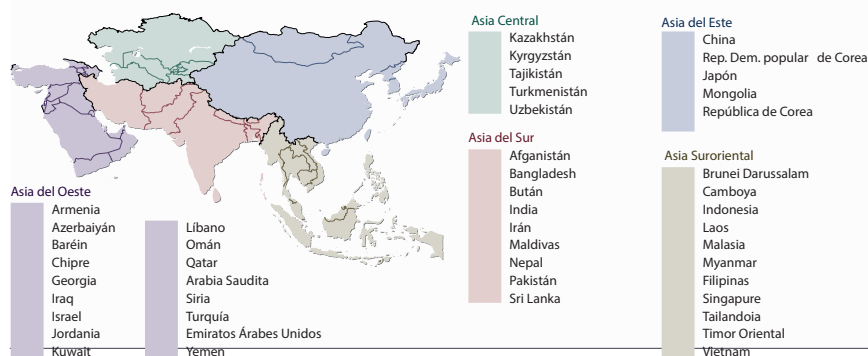 Asia Central
Kazakhstán
Kyrgyzstán
Tajikistán
Turkmenistán
Uzbekistán
Asia del Sur
Afganistán
Bangladesh
Bután
India
Irán
Maldivas
Nepal
Pakistán
Sri Lanka
Asia del Este
China
Rep. Dem. popular de Corea
Japón
Mongolia
República de Corea
Asia Suroriental
Brunei Darussalam
Camboya
Indonesia
Laos
Malasia
Myanmar
Filipinas
Singapure
Tailandoia
Timor Oriental
Vietnam
Asia del Oeste
Armenia
Azerbaiyán
Baréin
Chipre
Georgia
Iraq
Israel
Jordania
Kuwait
Líbano
Omán
Qatar
Arabia Saudita
Siria
Turquía
Emiratos Árabes Unidos
Yemen